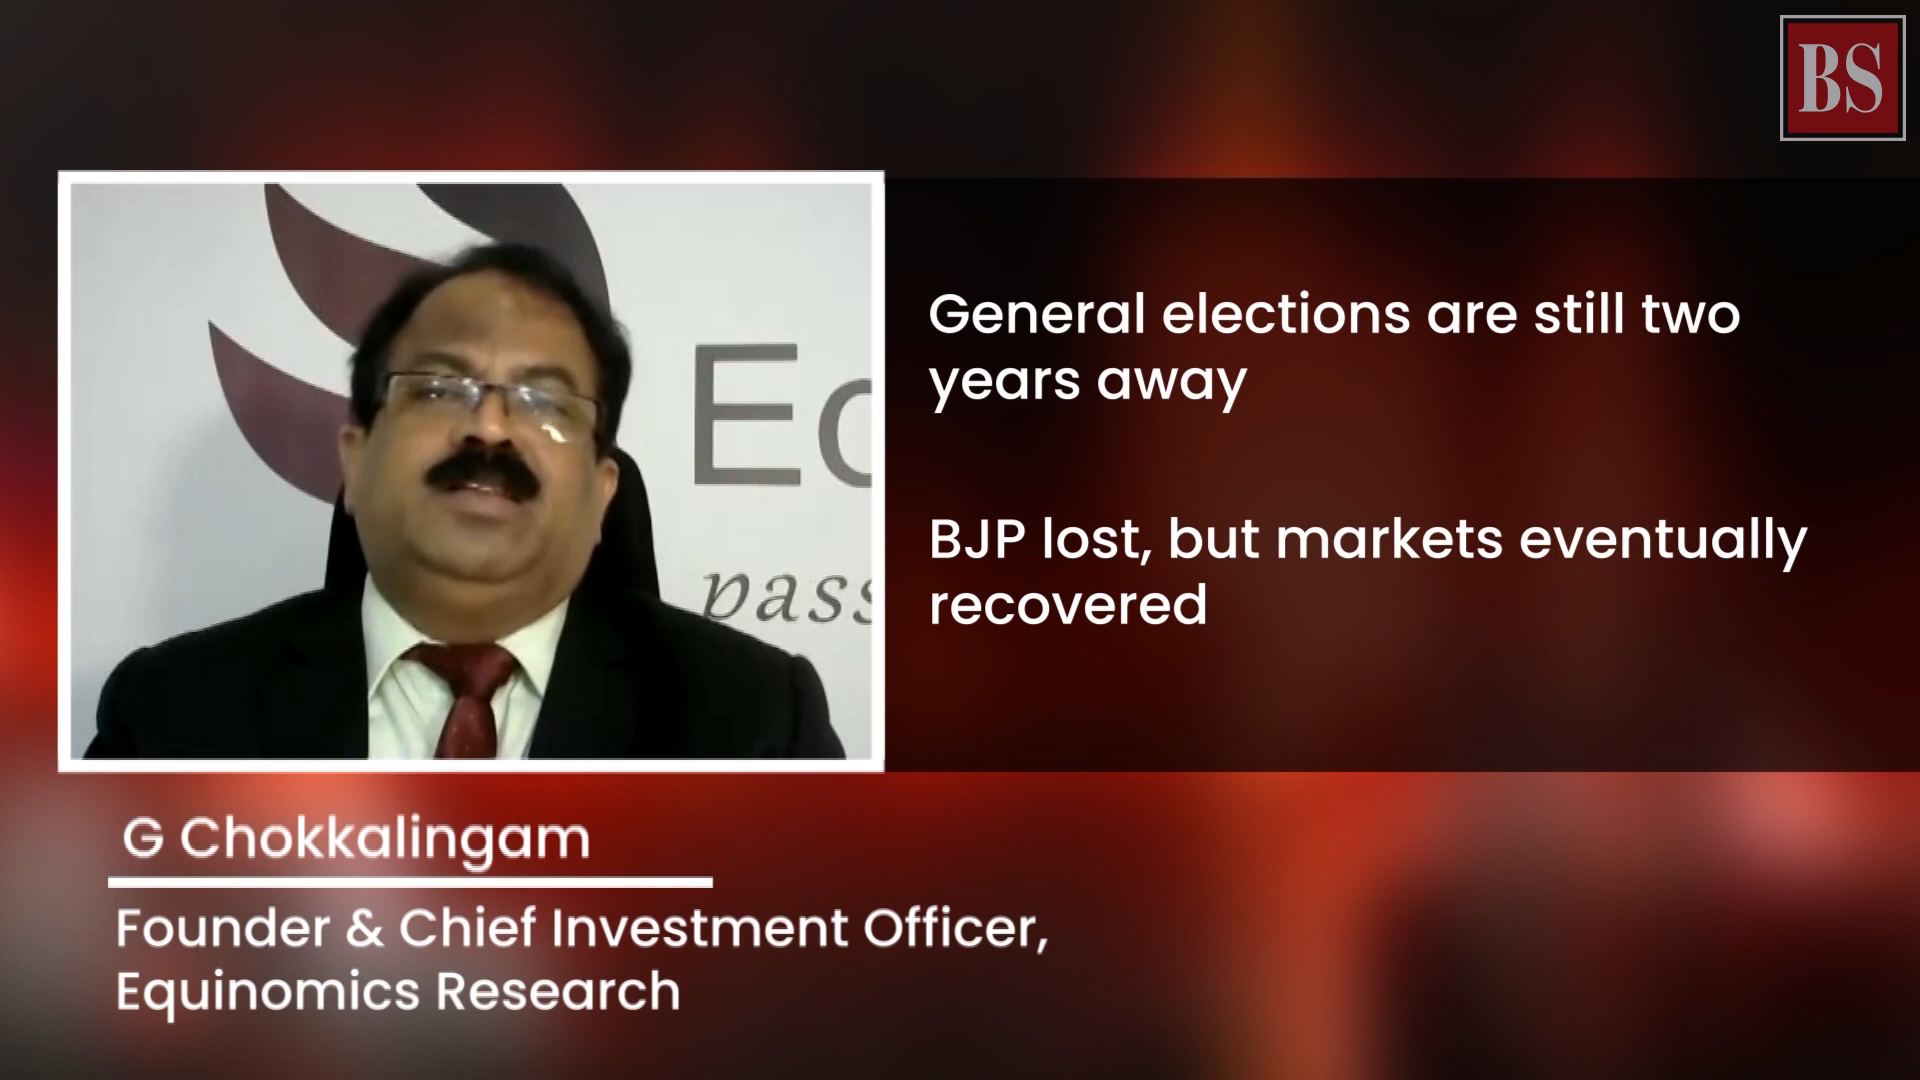 BS
General elections are still two
years away
BJP lost, but markets eventually
recovered
G Chokkalingam
Founder & Chief Investment Officer,
Equinomics Research